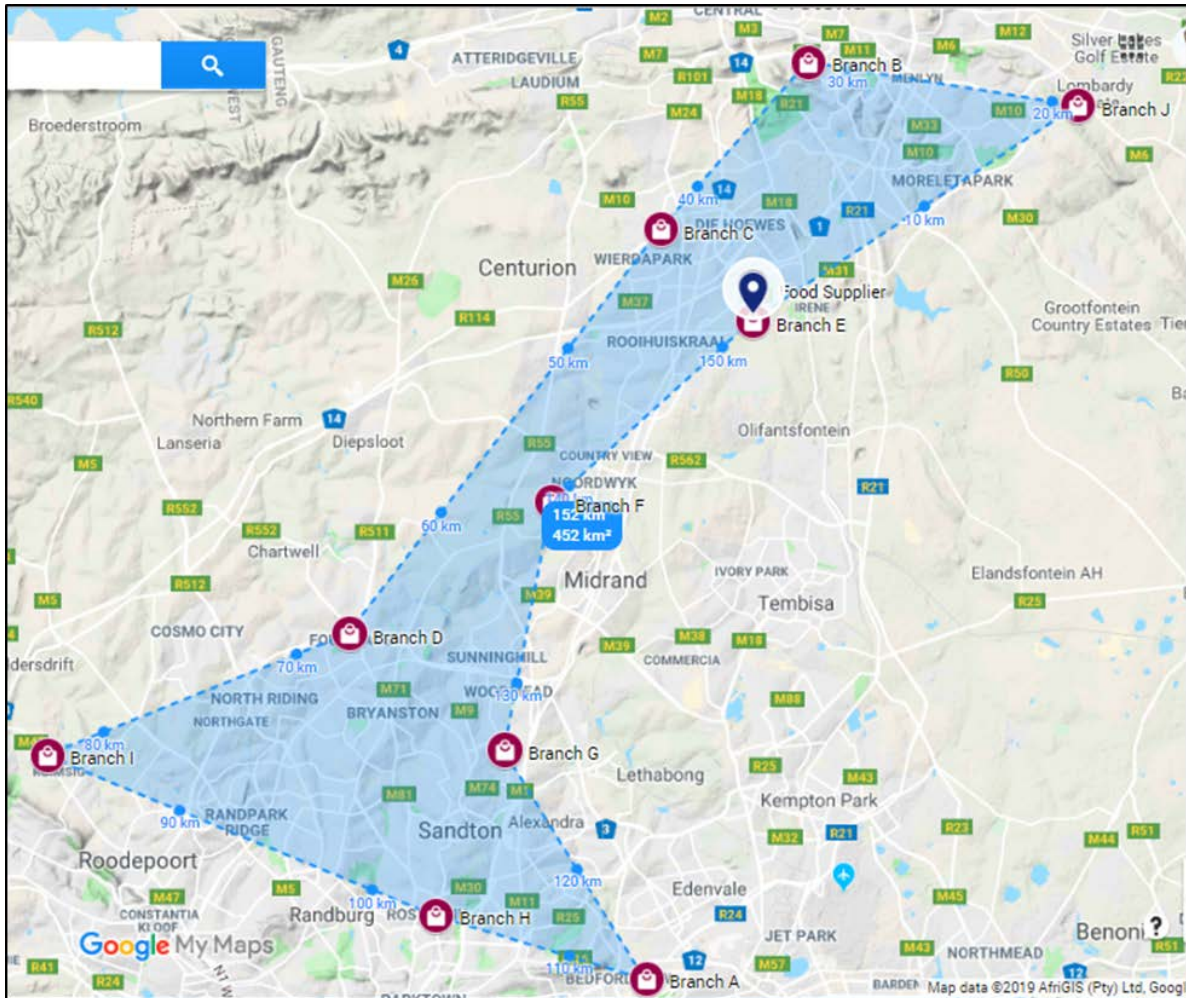 CENTRAL
M2
M3
M7
M11
M6
M12
Silver Lakes
Golf Estate
4
ATTERIDGEVILLE
LAUDIUM
M7
R101
14
Branch B
30 km
MENLYN
Lombardy
R55
M24
M18
R21
M10
20 km
Branch J
Broederstroom
M33
M10
M6
MORELETAPARK
M10
40 km
14
M18
R21
10 km
M30
DIE HOEWES
1
Branch C
WIERDAPARK
Centurion
M26
M37
M31
Food Supplier
IRENE
R114
Branch E
Grootfontein
Country Estates
R512
ROOIHUISKRAAL
50 km
150 km
R50
R540
Northern Farm
14
Lanseria
Diepsloot
Olifantsfontein
R55
COUNTRY VIEW
R562
M5
NOORDWYK
R21
R552
R552
R511
60 km
R55
Branch F
152 km
452 km²
Chartwell
Midrand
IVORY PARK
Elandsfontein AH
R512
M39
Tembisa
R25
M5
COSMO CITY
Branch D
M38
M18
M39
COMMERCIA
70 km
SUNNINGHILL
NORTH RIDING
M71
130 km
M88
NORTHGATE
BRYANSTON
M9
80 km
Branch I
Branch G
Lethabong
R25
M43
M81
M74
M1
Kempton Park
90 km
RANDPARK
RIDGE
Sandton
Alexandra
3
M32
R21
R23
M44
R51
Roodepoort
120 km
M5
M30
Edenvale
M47
100 km
M11
M45
CONSTANTIA
KLOOF
Randburg
Branch H
R25
R24
JET PARK
Benoni
?
Google My Maps
M43
R51
NORTHMEAD
R41
R24
110 km
12
M57
12
Branch A
Map data ©2019 AfriGIS (Pty) Ltd, Googl